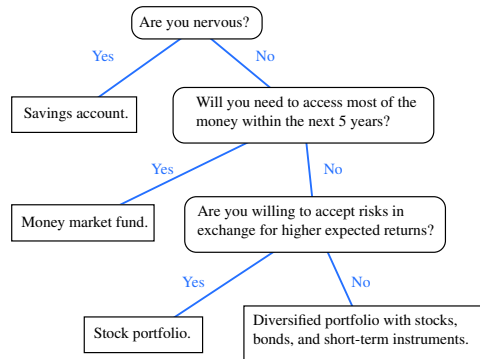 Are you nervous?
Yes
No
Savings account.
Will you need to access most of the
money within the next 5 years?
Yes
No
Money market fund.
Are you willing to accept risks in
exchange for higher expected returns?
Yes
No
Stock portfolio.
Diversified portfolio with stocks,
bonds, and short-term instruments.